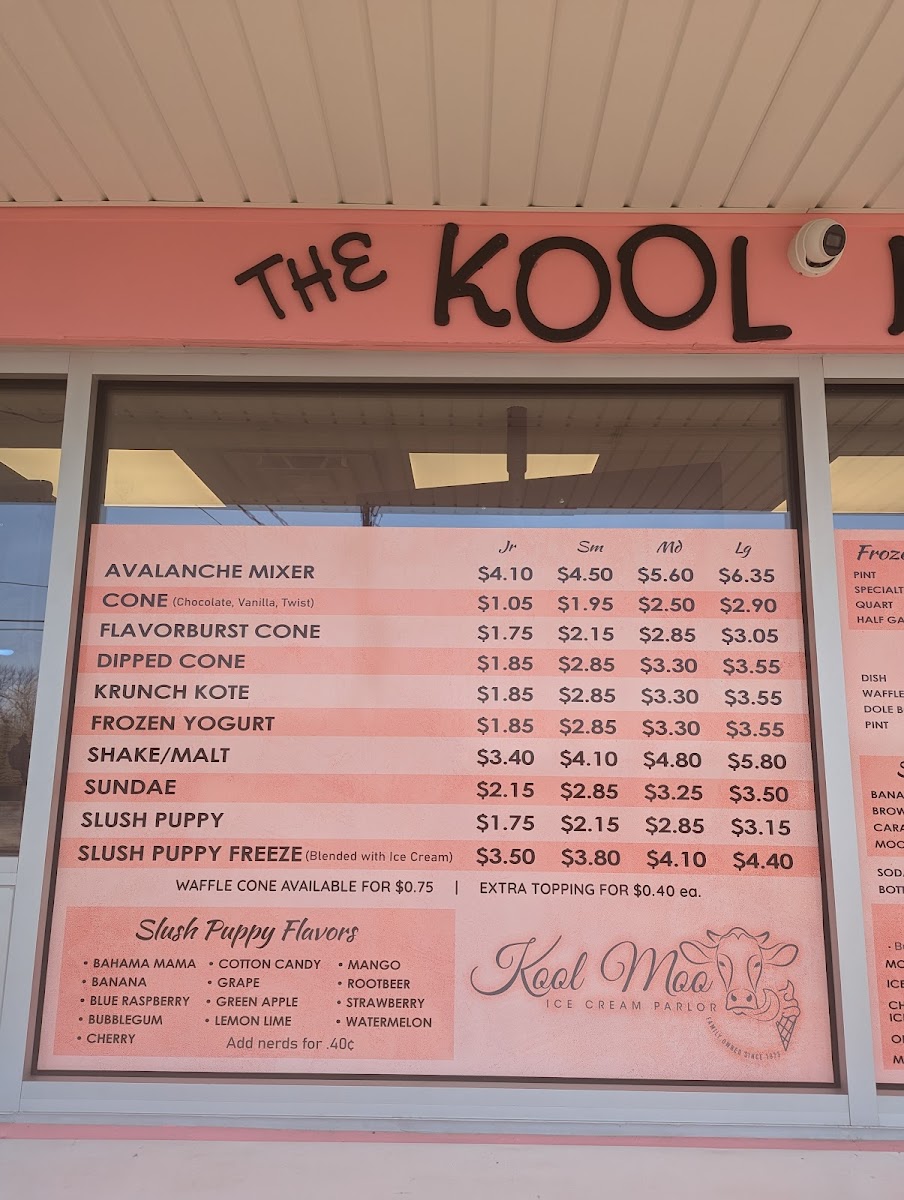 THE KOOL
Jr Sm Md Lg
AVALANCHE MIXER $4.10 $4.50 $5.60 $6.35
CONE (Chocolate, Vanilla, Twist) $1.05 $1.95 $2.50 $2.90
FLAVORBURST CONE $1.75 $2.15 $2.85 $3.05
DIPPED CONE $1.85 $2.85 $3.30 $3.55
KRUNCH KOTE $1.85 $2.85 $3.30 $3.55
FROZEN YOGURT $1.85 $2.85 $3.30 $3.55
SHAKE/MALT $3.40 $4.10 $4.80 $5.80
SUNDAE $2.15 $2.85 $3.25 $3.50
SLUSH PUPPY $1.75 $2.15 $2.85 $3.15
SLUSH PUPPY FREEZE (Blended with Ice Cream) $3.50 $3.80 $4.10 $4.40
WAFFLE CONE AVAILABLE FOR $0.75 | EXTRA TOPPING FOR $0.40 ea.
Slush Puppy Flavors
• BAHAMA MAMA • COTTON CANDY • MANGO
• BANANA • GRAPE • ROOTBEER
• BLUE RASPBERRY • GREEN APPLE • STRAWBERRY
• BUBBLEGUM • LEMON LIME • WATERMELON
• CHERRY Add nerds for .40¢
Kool Moo
ICE CREAM PARLOR
FAMILY OWNED SINCE
PINT
QUART
DISH
WAFFLE
PINT